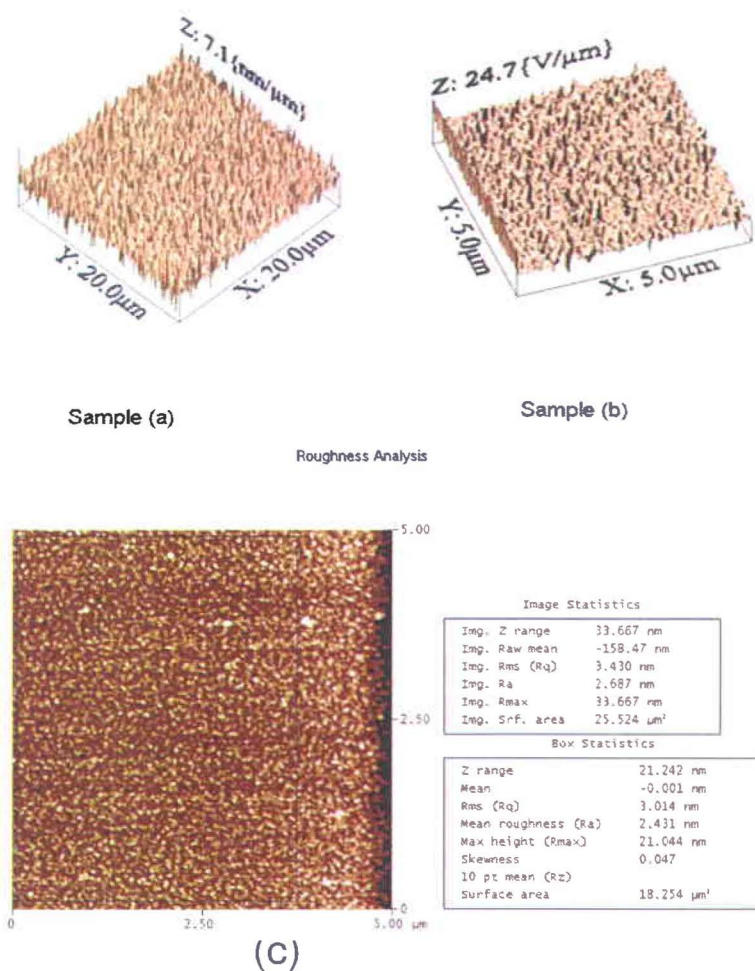 Z: 7.1 {nm/μm}
Y: 20.0μm
X: 20.0μm
Z: 24.7 {V/μm}
Y: 5.0μm
X: 5.0μm
Sample (a)
Sample (b)
Roughness Analysis
5.00
2.50
0
0
2.50
5.00 μm
Image Statistics
Img. Z range 33.667 nm
Img. Raw mean -158.47 nm
Img. Rms (Rq) 3.430 nm
Img. Ra 2.687 nm
Img. Rmax 33.667 nm
Img. Srf. area 25.524 μm²
Box Statistics
Z range 21.242 nm
Mean -0.001 nm
Rms (Rq) 3.014 nm
Mean roughness (Ra) 2.431 nm
Max height (Rmax) 21.044 nm
Skewness 0.047
10 pt mean (Rz)
Surface area 18.254 μm²
(C)